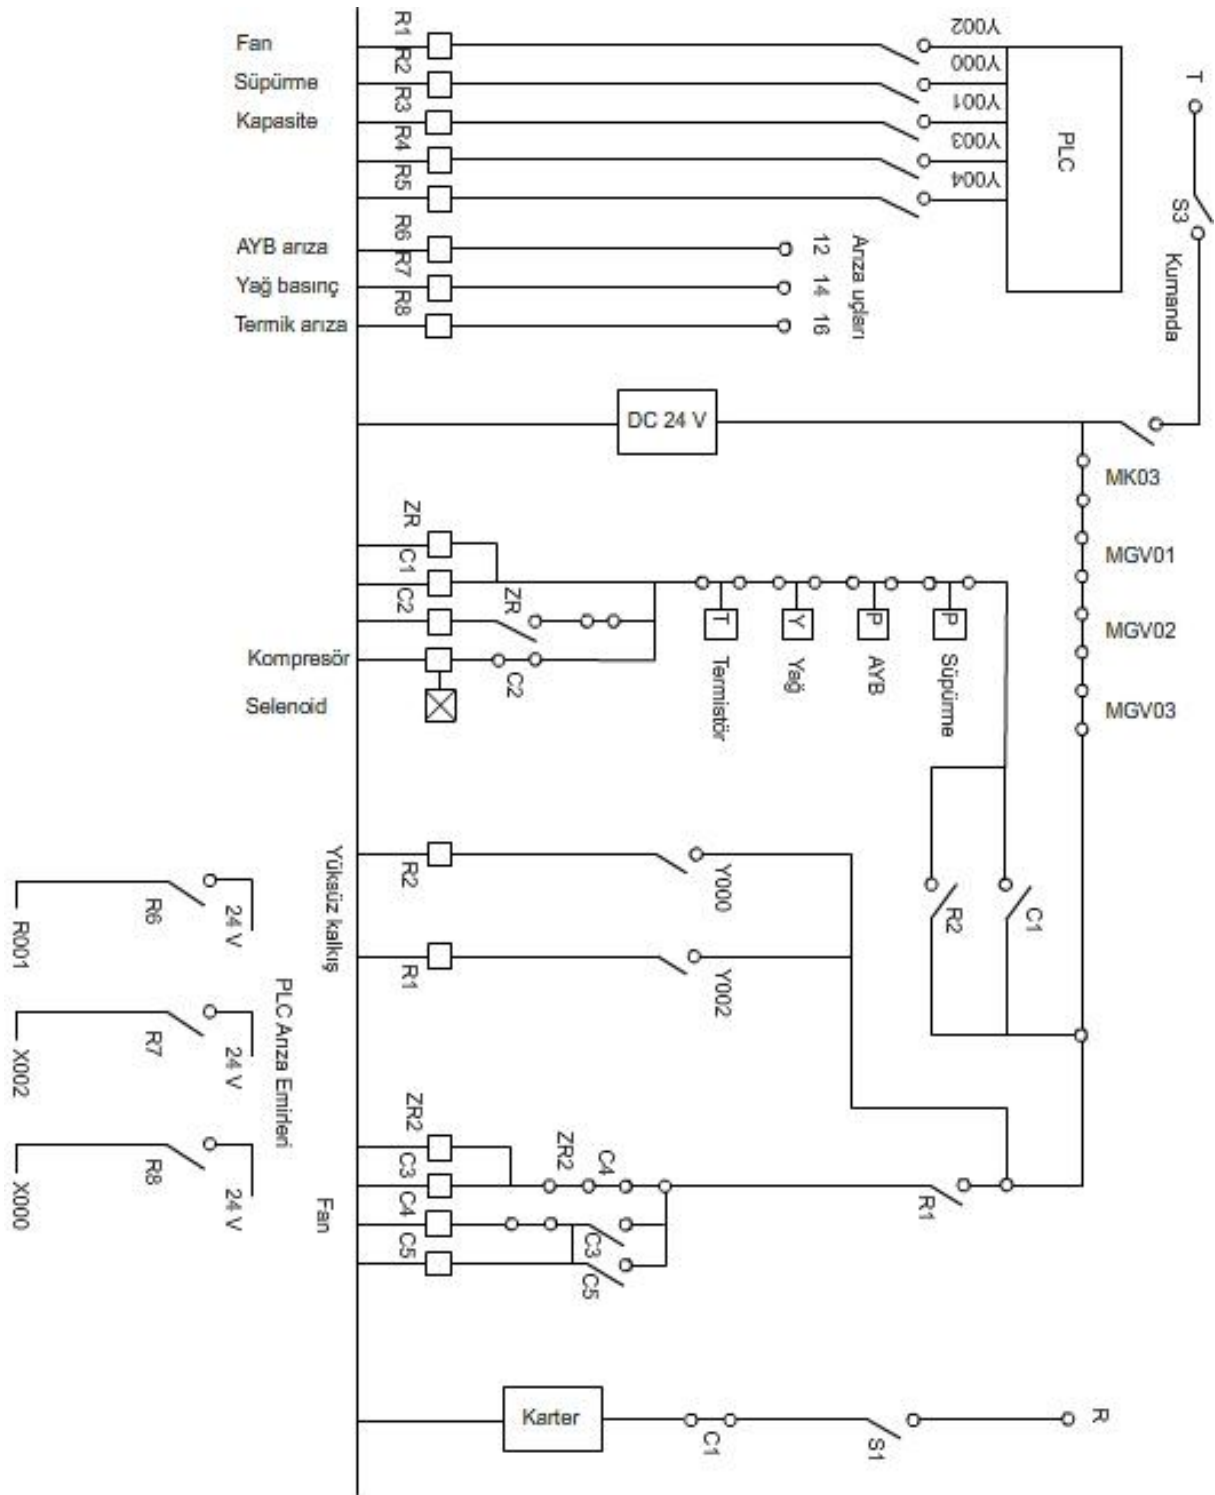 Fan
Süpürme
Kapasite
AYB arıza
Yağ basınç
Termik arıza
R1
R2
R3
R4
R5
R6
R7
R8
Y002
Y000
Y001
Y003
Y004
PLC
T
S3
Kumanda
12
14
16
Arıza uçları
DC 24 V
MK03
MGV01
MGV02
MGV03
ZR
C1
C2
ZR
C2
Kompresör
Selenoid
T
Termistör
Y
Yağ
P
AYB
P
Süpürme
R2
C1
Yüksüz kalkış
R2
Y000
R1
Y002
R6
24 V
R001
R7
24 V
X002
R8
24 V
X000
PLC Arıza Emirleri
Fan
ZR2
C3
C4
C5
ZR2
C4
C3
C5
R1
Karter
C1
S1
R